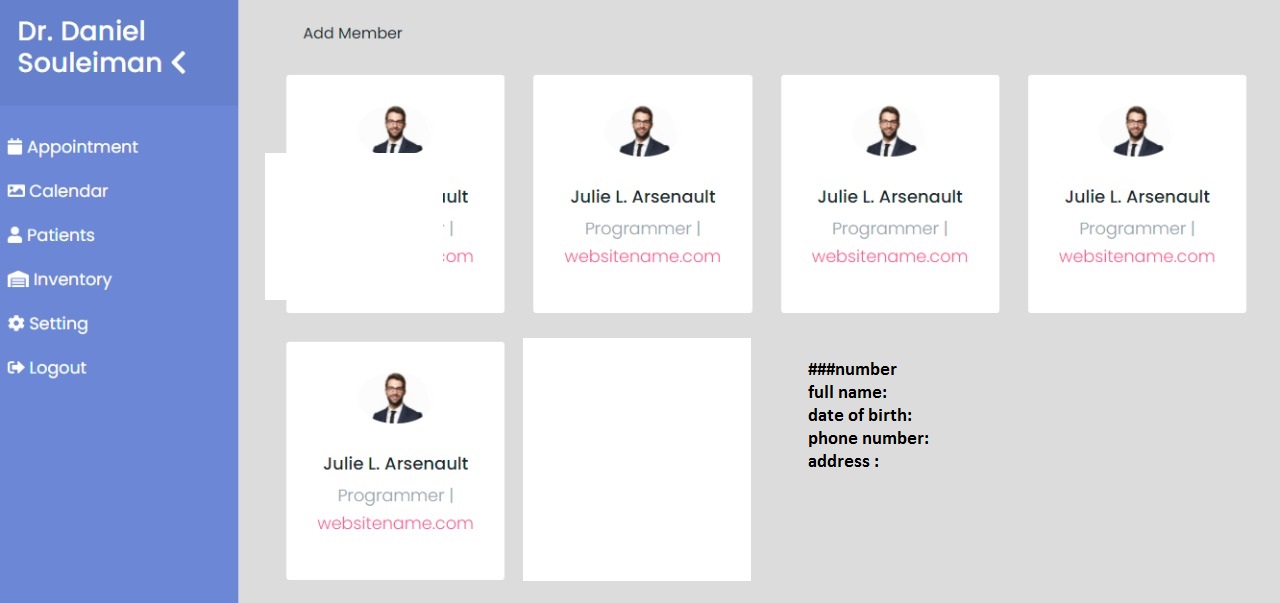 Dr. Daniel
Souleiman
Appointment
Calendar
Patients
Inventory
Setting
Logout
Add Member
ault
|
com
Julie L. Arsenault
Programmer |
websitename.com
Julie L. Arsenault
Programmer |
websitename.com
Julie L. Arsenault
Programmer |
websitename.com
Julie L. Arsenault
Programmer |
websitename.com
###number
full name:
date of birth:
phone number:
address :